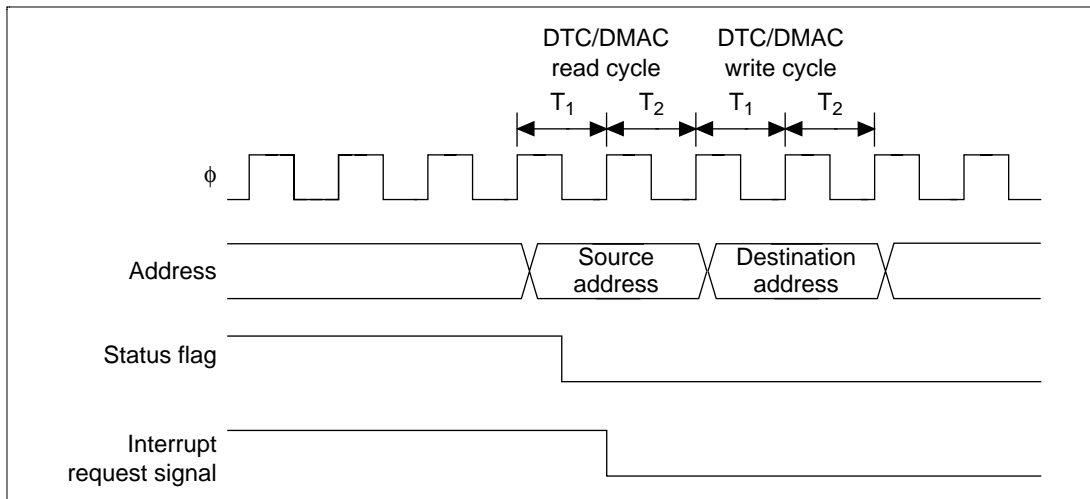 DTC/DMAC
read cycle
DTC/DMAC
write cycle
T1
T2
T1
T2
ϕ
Address
Source
address
Destination
address
Status flag
Interrupt
request signal